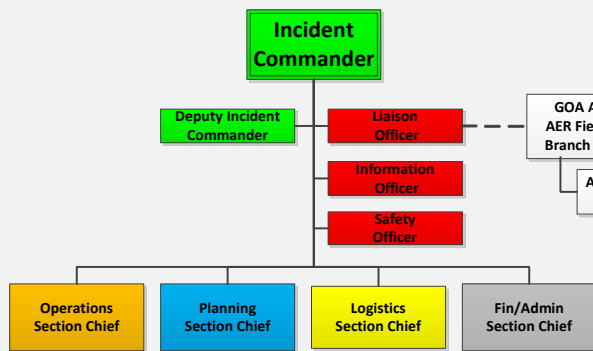 Incident
Commander
Deputy Incident
Commander
Liaison
Officer
GOA
AER
Branch
Information
Officer
Safety
Officer
Operations
Section Chief
Planning
Section Chief
Logistics
Section Chief
Fin/Admin
Section Chief